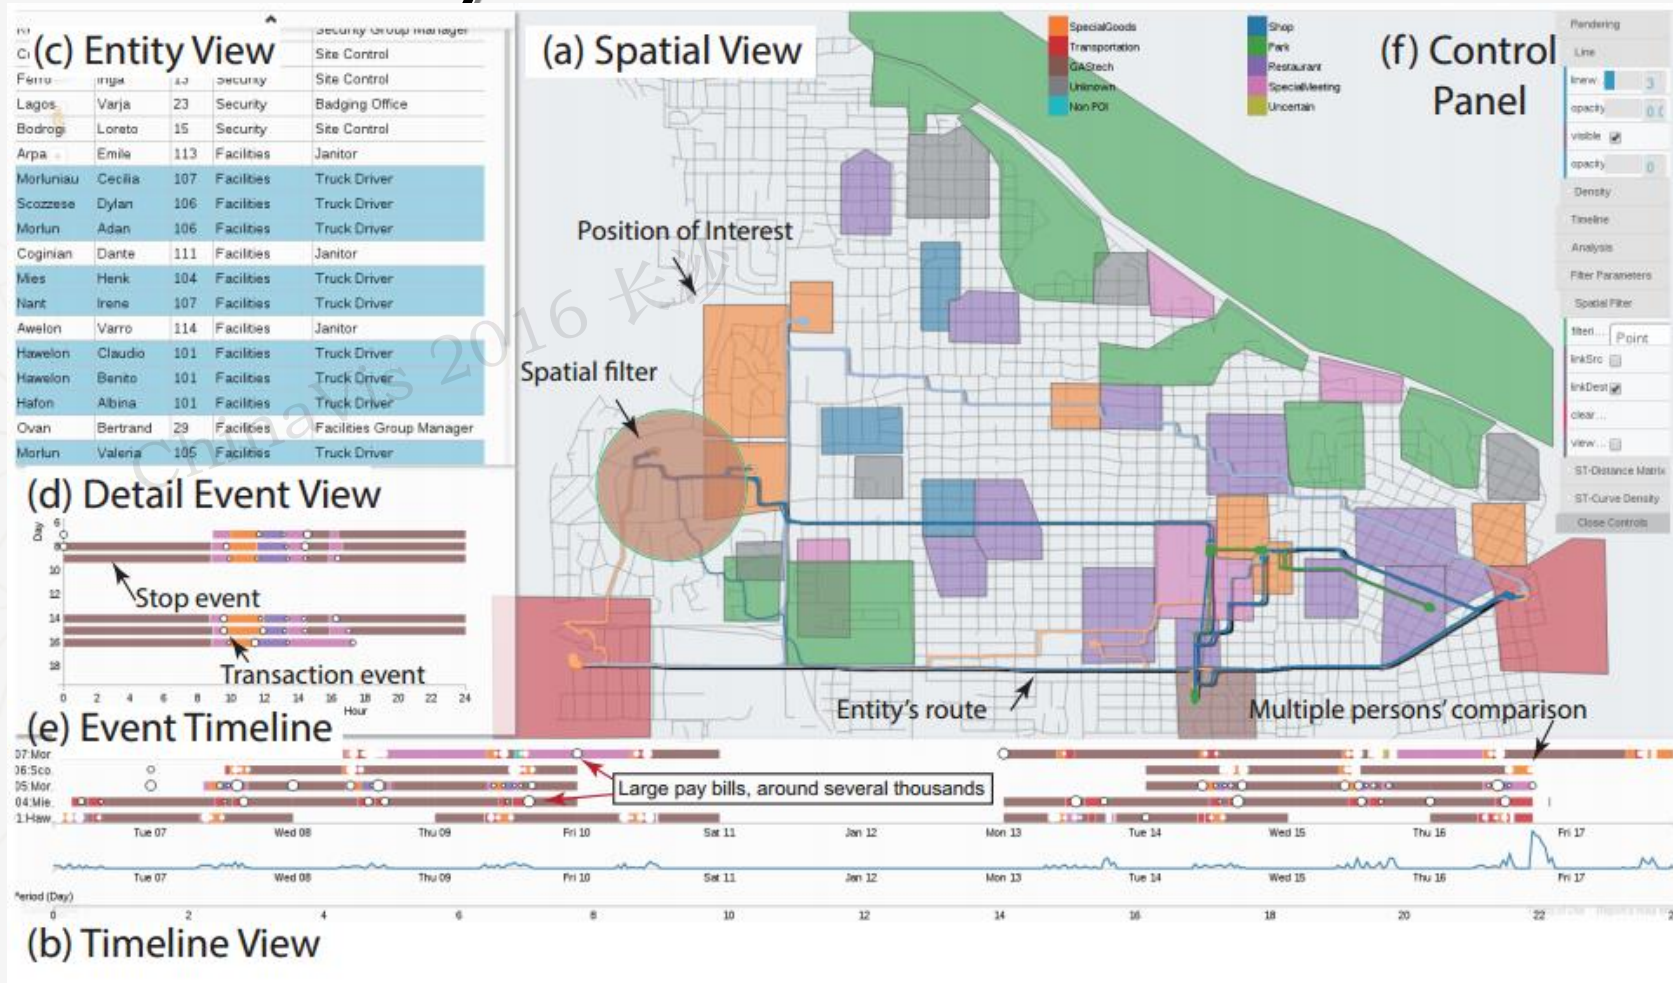 (c) Entity View
Security Group Manager
Site Control
Ferro Inga 13 Security Site Control
Lagos Varja 23 Security Badging Office
Bodrogi Loreto 15 Security Site Control
Arpa Emile 113 Facilities Janitor
Morluniau Cecilia 107 Facilities Truck Driver
Scozzese Dylan 106 Facilities Truck Driver
Morlun Adan 106 Facilities Truck Driver
Coginian Dante 111 Facilities Janitor
Mies Henk 104 Facilities Truck Driver
Nant Irene 107 Facilities Truck Driver
Awelon Varro 114 Facilities Janitor
Hawelon Claudio 101 Facilities Truck Driver
Hawelon Benito 101 Facilities Truck Driver
Hafon Albina 101 Facilities Truck Driver
Ovan Bertrand 29 Facilities Facilities Group Manager
Morlun Valeria 105 Facilities Truck Driver
(a) Spatial View
SpecialGoods
Transportation
GAStech
Unknown
Non POI
Shop
Park
Restaurant
SpecialMeeting
Uncertain
Position of Interest
Spatial filter
Entity's route
Multiple persons' comparison
(f) Control
Panel
Rendering
Line
linew 3
opacity 0.0
visible
opacity 0
Density
Timeline
Analysis
Filter Parameters
Spatial Filter
filteri... Point
linkSrc
linkDest
clear...
view...
ST-Distance Matrix
ST-Curve Density
Close Controls
ChinaVis 2016 长沙
(d) Detail Event View
Day
6
8
10
12
14
16
18
Stop event
Transaction event
0 2 4 6 8 10 12 14 16 18 20 22 24
Hour
(e) Event Timeline
07:Mor
06:Sco
05:Mor
04:Mie
1:Haw
Large pay bills, around several thousands
Tue 07 Wed 08 Thu 09 Fri 10 Sat 11 Jan 12 Mon 13 Tue 14 Wed 15 Thu 16 Fri 17
Tue 07 Wed 08 Thu 09 Fri 10 Sat 11 Jan 12 Mon 13 Tue 14 Wed 15 Thu 16 Fri 17
Period (Day)
0 2 4 6 8 10 12 14 16 18 20 22
(b) Timeline View